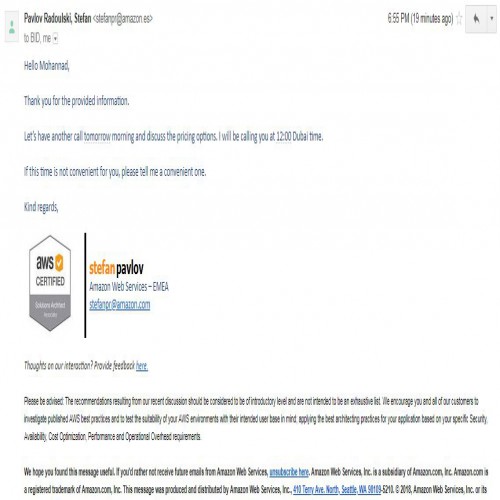 Pavlov Radoulski, Stefan <stefanpr@amazon.es>
6:55 PM (19 minutes ago)
to BID, me
Hello Mohannad,
Thank you for the provided information.
Let's have another call tomorrow morning and discuss the pricing options. I will be calling you at 12:00 Dubai time.
If this time is not convenient for you, please tell me a convenient one.
Kind regards,
aws
CERTIFIED
Solutions Architect
Associate
stefan pavlov
Amazon Web Services – EMEA
stefanpr@amazon.com
Thoughts on our interaction? Provide feedback here.
Please be advised: The recommendations resulting from our recent discussion should be considered to be of introductory level and are not intended to be an exhaustive list. We encourage you and all of our customers to
investigate published AWS best practices and to test the suitability of your AWS environments with their intended user base in mind, applying the best architecting practices for your application based on your specific Security,
Availability, Cost Optimization, Performance and Operational Overhead requirements.
We hope you found this message useful. If you'd rather not receive future emails from Amazon Web Services, unsubscribe here. Amazon Web Services, Inc. is a subsidiary of Amazon.com, Inc. Amazon.com is
a registered trademark of Amazon.com, Inc. This message was produced and distributed by Amazon Web Services, Inc., 410 Terry Ave. North, Seattle, WA 98109-5210. © 2018, Amazon Web Services, Inc. or its